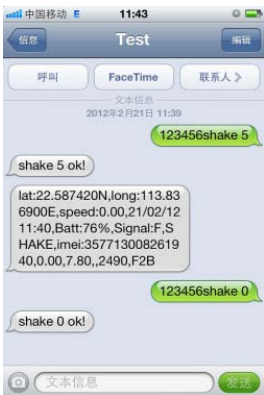 中国移动 E 11:43
信息 Test 编辑
呼叫 FaceTime 联系人
文本信息
2012年2月21日 11:39
123456shake 5
shake 5 ok!
lat:22.587420N,long:113.83
6900E,speed:0.00,21/02/12
11:40,Batt:76%,Signal:F,S
HAKE,imei:3577130082619
40,0.00,7.80,,2490,F2B
123456shake 0
shake 0 ok!
文本信息 发送